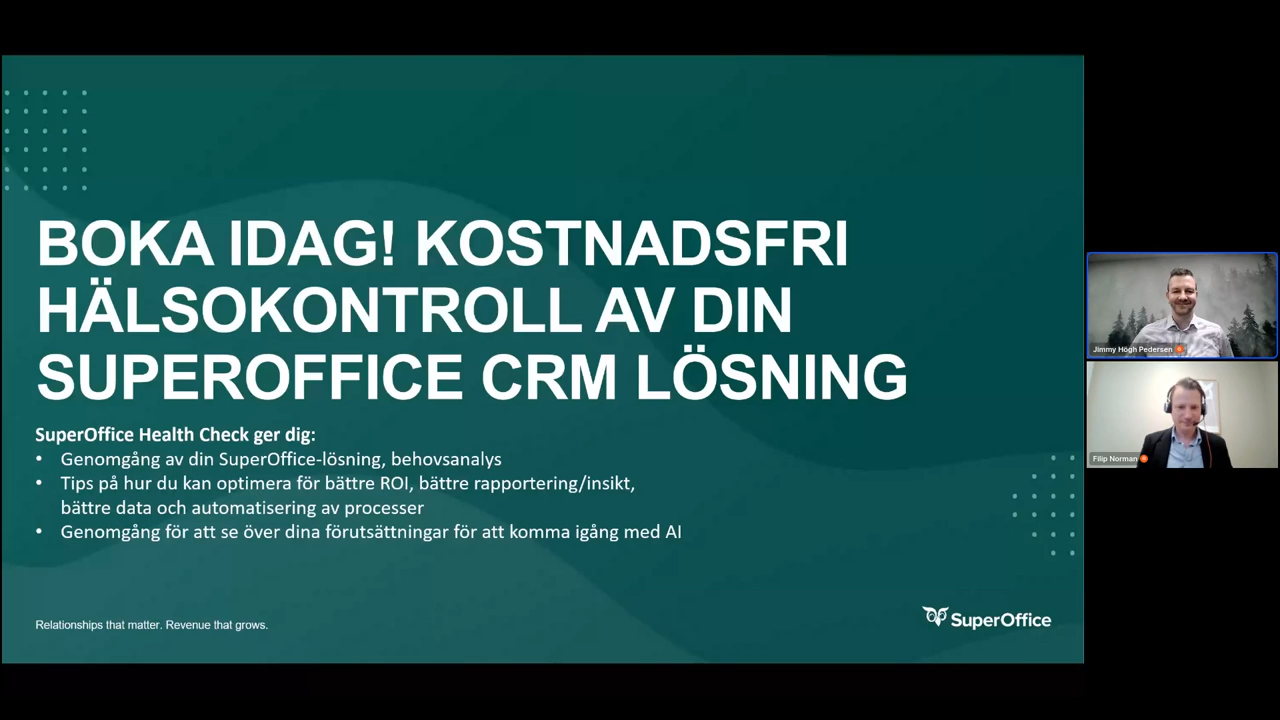 BOKA IDAG! KOSTNADSFRI
HÄLSOKONTROLL AV DIN
SUPEROFFICE CRM LÖSNING
SuperOffice Health Check ger dig:
• Genomgång av din SuperOffice-lösning, behovsanalys
• Tips på hur du kan optimera för bättre ROI, bättre rapportering/insikt,
bättre data och automatisering av processer
• Genomgång för att se över dina förutsättningar för att komma igång med AI
Relationships that matter. Revenue that grows.
SuperOffice
Jimmy Högh Pedersen
Filip Norman